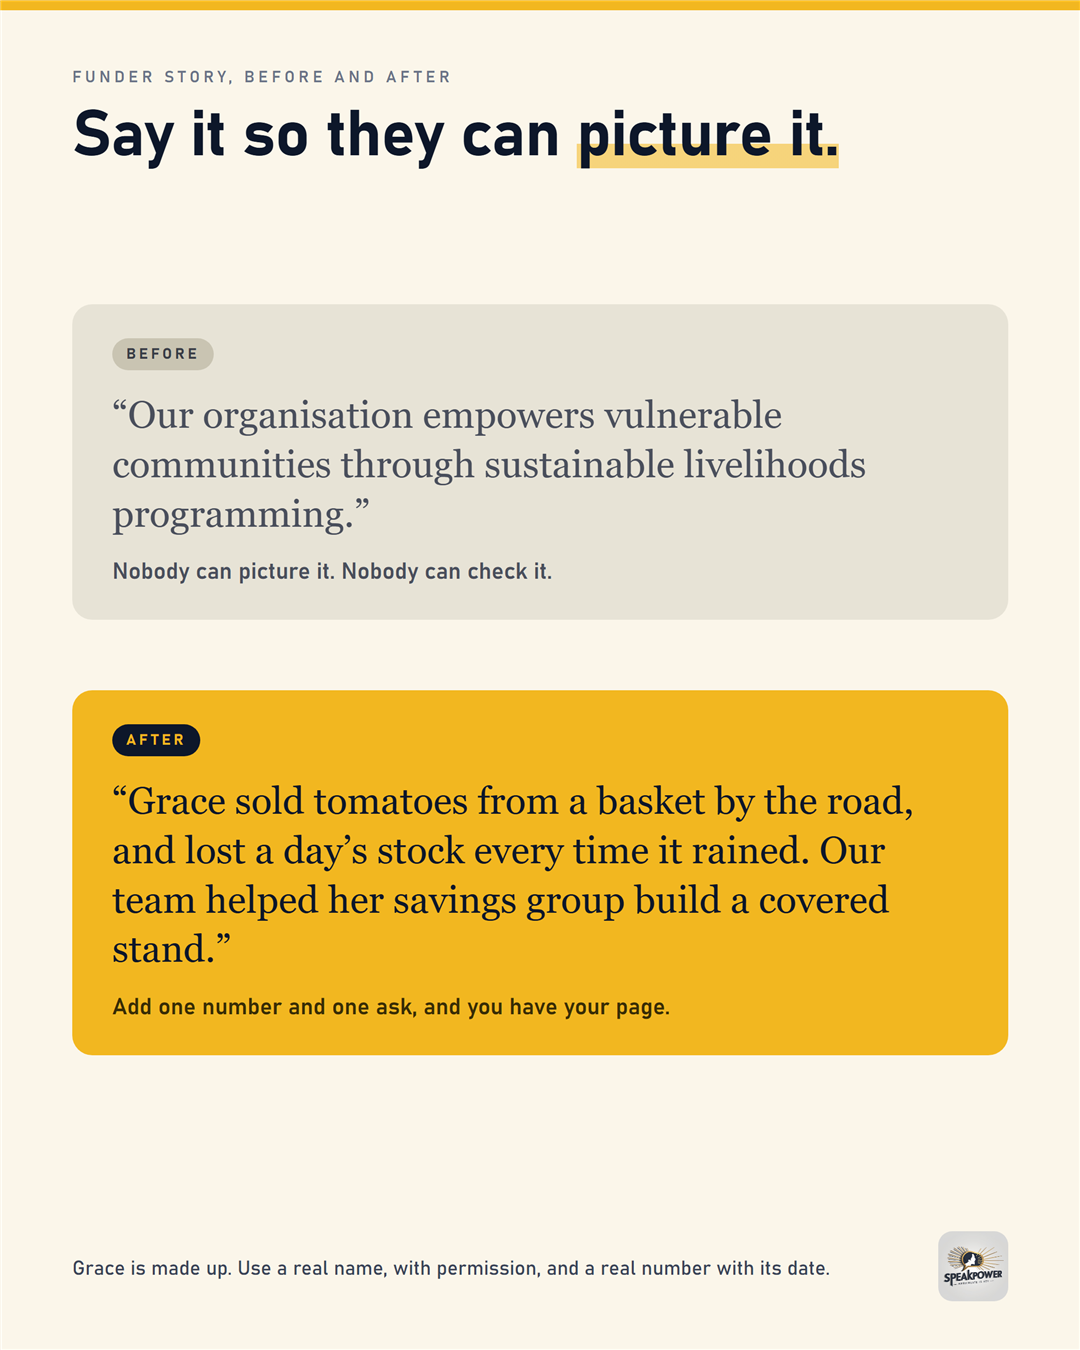 FUNDER STORY, BEFORE AND AFTER
Say it so they can picture it.
BEFORE
“Our organisation empowers vulnerable
communities through sustainable livelihoods
programming.”
Nobody can picture it. Nobody can check it.
AFTER
“Grace sold tomatoes from a basket by the road,
and lost a day’s stock every time it rained. Our
team helped her savings group build a covered
stand.”
Add one number and one ask, and you have your page.
Grace is made up. Use a real name, with permission, and a real number with its date.
SPEAKPOWER